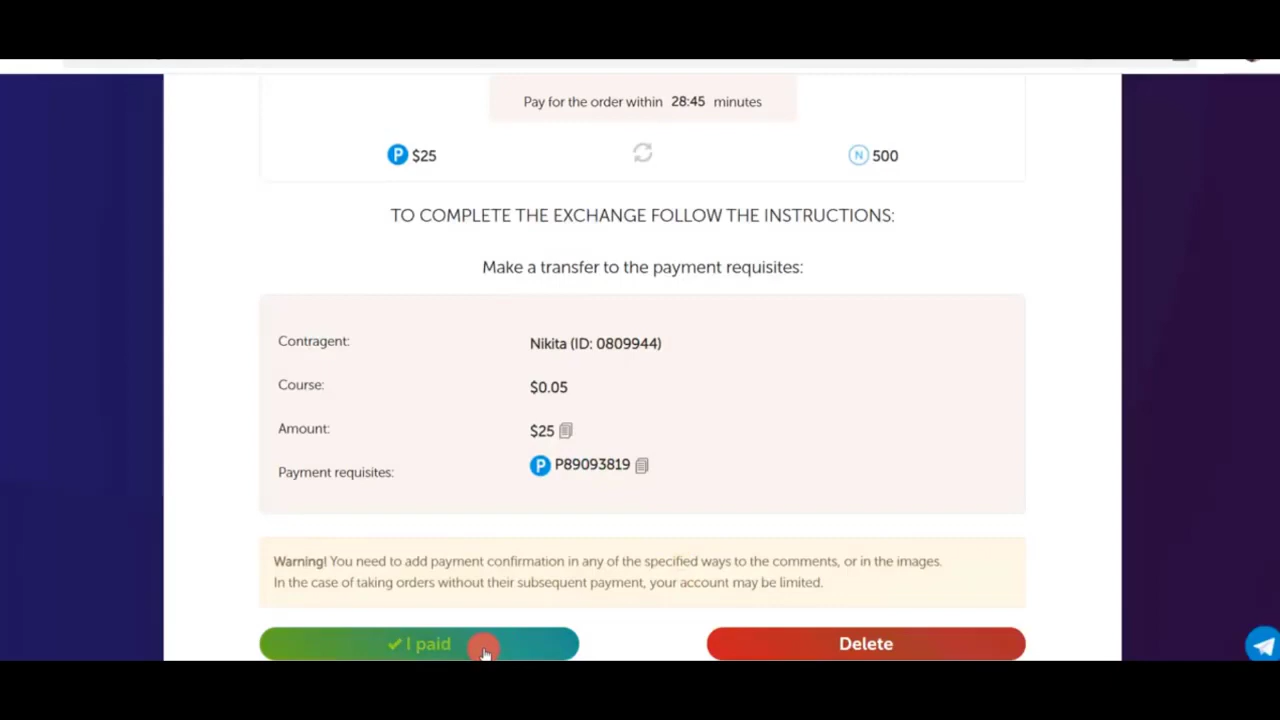 Pay for the order within 28:45 minutes
P $25 N 500
TO COMPLETE THE EXCHANGE FOLLOW THE INSTRUCTIONS:
Make a transfer to the payment requisites:
Contragent: Nikita (ID: 0809944)
Course: $0.05
Amount: $25
Payment requisites: P P89093819
Warning! You need to add payment confirmation in any of the specified ways to the comments, or in the images.
In the case of taking orders without their subsequent payment, your account may be limited.
✓ I paid Delete